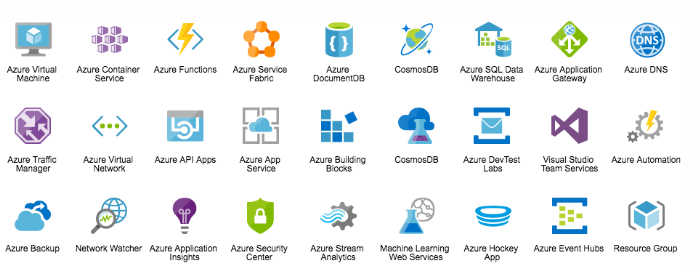 DNS
SQL
Azure Virtual Machine
Azure Container Service
Azure Functions
Azure Service Fabric
Azure DocumentDB
CosmosDB
Azure SQL Data Warehouse
Azure Application Gateway
Azure DNS
Azure Traffic Manager
Azure Virtual Network
Azure API Apps
Azure App Service
Azure Building Blocks
CosmosDB
Azure DevTest Labs
Visual Studio Team Services
Azure Automation
Azure Backup
Network Watcher
Azure Application Insights
Azure Security Center
Azure Stream Analytics
Machine Learning Web Services
Azure Hockey App
Azure Event Hubs
Resource Group